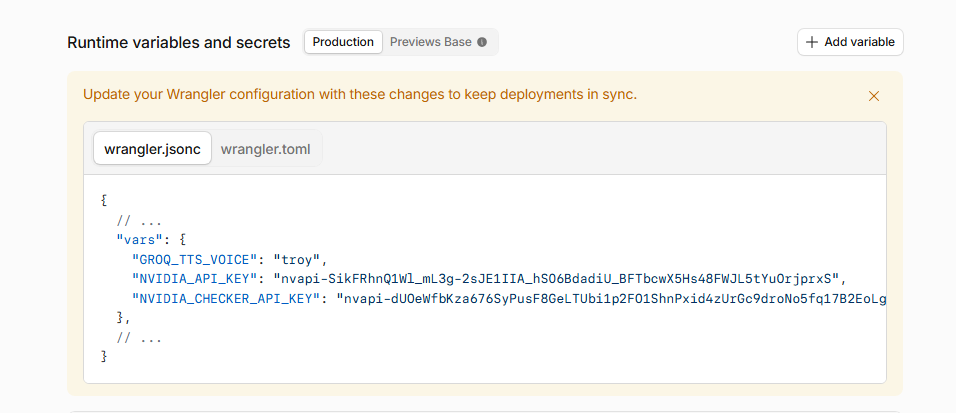 Runtime variables and secrets Production Previews Base + Add variable
Update your Wrangler configuration with these changes to keep deployments in sync.
wrangler.jsonc wrangler.toml
{
// ...
"vars": {
"GROQ_TTS_VOICE": "troy",
"NVIDIA_API_KEY": "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",
"NVIDIA_CHECKER_API_KEY": "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
},
// ...
}